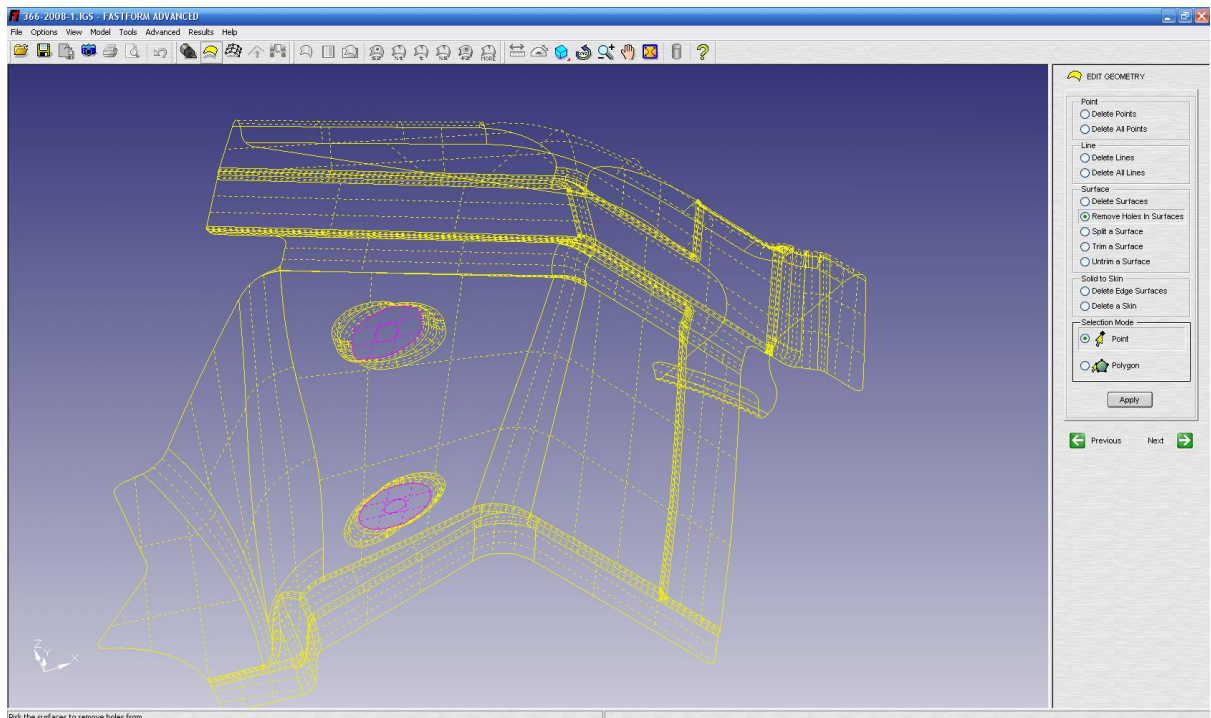 366-2008-1.IGS - FASTFORM ADVANCED
File Options View Model Tools Advanced Results Help
EDIT GEOMETRY
Point
Delete Points
Delete All Points
Line
Delete Lines
Delete All Lines
Surface
Delete Surfaces
Remove Holes In Surfaces
Split a Surface
Trim a Surface
Untrim a Surface
Solid to Skin
Delete Edge Surfaces
Delete a Skin
Selection Mode
Point
Polygon
Apply
Previous Next
Z
Y
X
Pick the surfaces to remove holes from